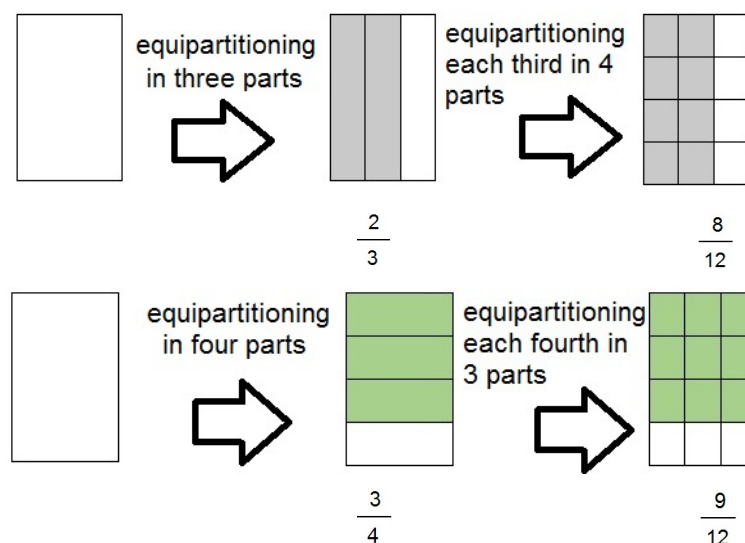 equipartitioning
in three parts
equipartitioning
each third in 4
parts
2
3
8
12
equipartitioning
in four parts
equipartitioning
each fourth in
3 parts
3
4
9
12